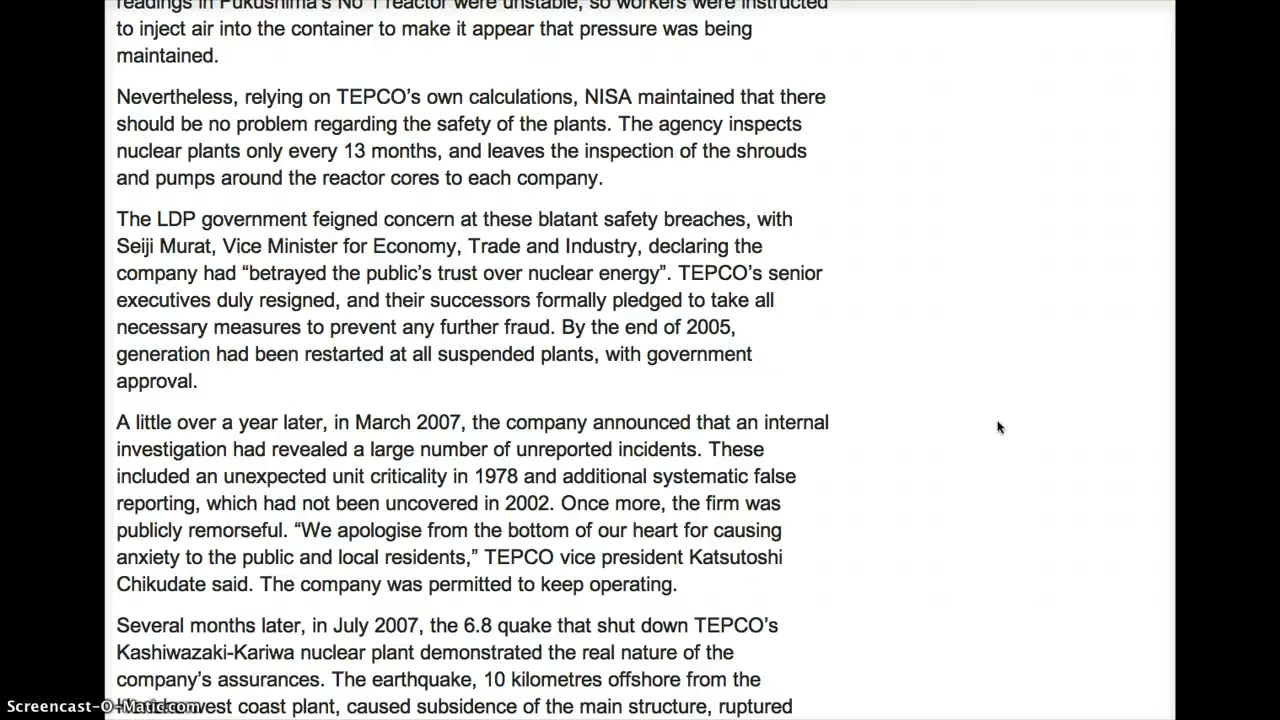 readings in Fukushima's No 1 reactor were unstable, so workers were instructed
to inject air into the container to make it appear that pressure was being
maintained.
Nevertheless, relying on TEPCO’s own calculations, NISA maintained that there
should be no problem regarding the safety of the plants. The agency inspects
nuclear plants only every 13 months, and leaves the inspection of the shrouds
and pumps around the reactor cores to each company.
The LDP government feigned concern at these blatant safety breaches, with
Seiji Murat, Vice Minister for Economy, Trade and Industry, declaring the
company had “betrayed the public’s trust over nuclear energy”. TEPCO’s senior
executives duly resigned, and their successors formally pledged to take all
necessary measures to prevent any further fraud. By the end of 2005,
generation had been restarted at all suspended plants, with government
approval.
A little over a year later, in March 2007, the company announced that an internal
investigation had revealed a large number of unreported incidents. These
included an unexpected unit criticality in 1978 and additional systematic false
reporting, which had not been uncovered in 2002. Once more, the firm was
publicly remorseful. “We apologise from the bottom of our heart for causing
anxiety to the public and local residents,” TEPCO vice president Katsutoshi
Chikudate said. The company was permitted to keep operating.
Several months later, in July 2007, the 6.8 quake that shut down TEPCO’s
Kashiwazaki-Kariwa nuclear plant demonstrated the real nature of the
company’s assurances. The earthquake, 10 kilometres offshore from the
west coast plant, caused subsidence of the main structure, ruptured
Screencast-O-Matic.com